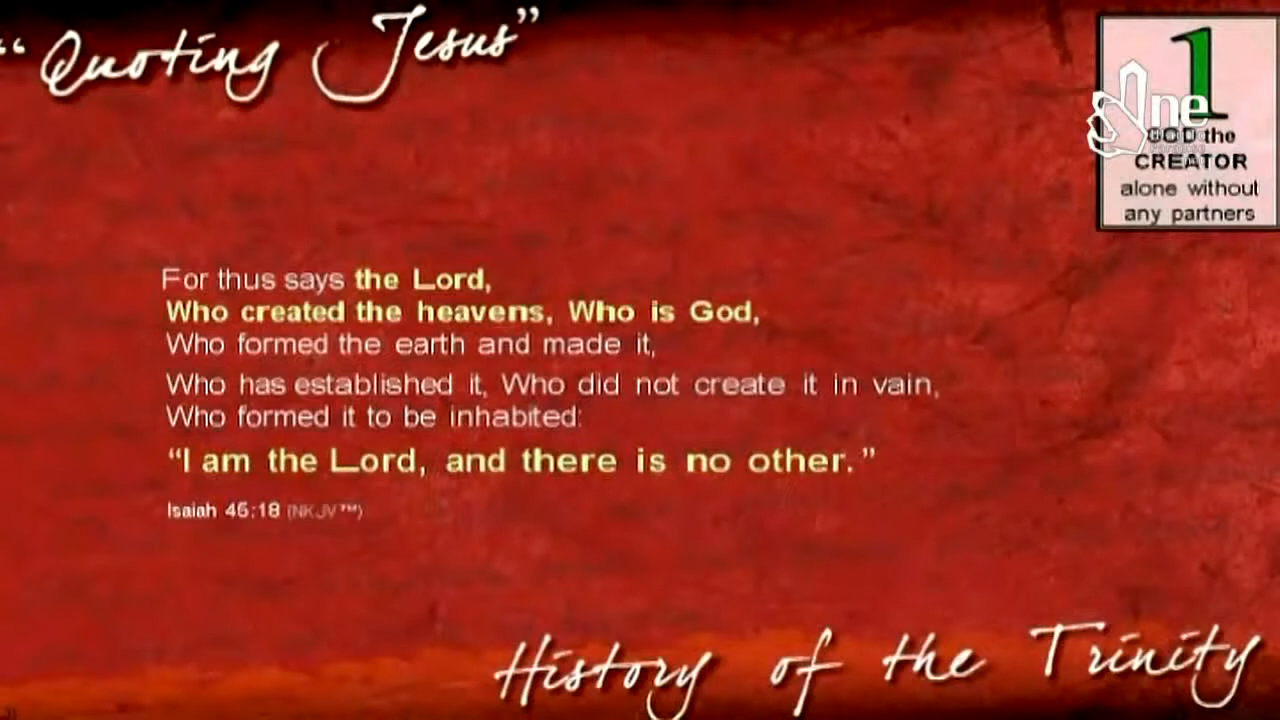 “Quoting Jesus”
1
One
GOD the
CREATOR
alone without
any partners
For thus says the Lord,
Who created the heavens, Who is God,
Who formed the earth and made it,
Who has established it, Who did not create it in vain,
Who formed it to be inhabited:
“I am the Lord, and there is no other.”
Isaiah 45:18 (NKJV™)
History of the Trinity